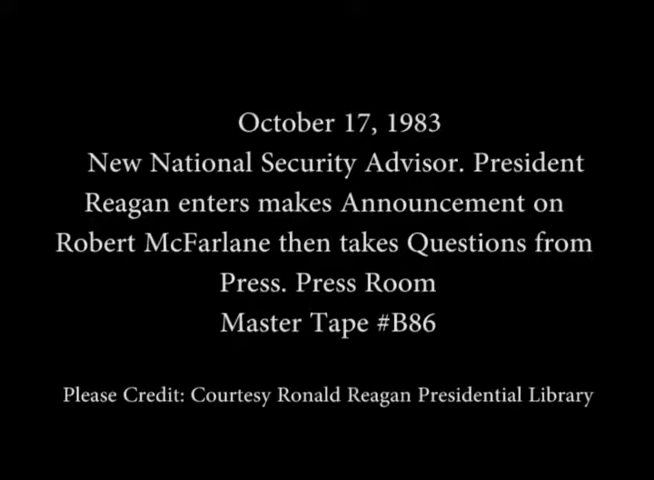 October 17, 1983
New National Security Advisor. President
Reagan enters makes Announcement on
Robert McFarlane then takes Questions from
Press. Press Room
Master Tape #B86
Please Credit: Courtesy Ronald Reagan Presidential Library